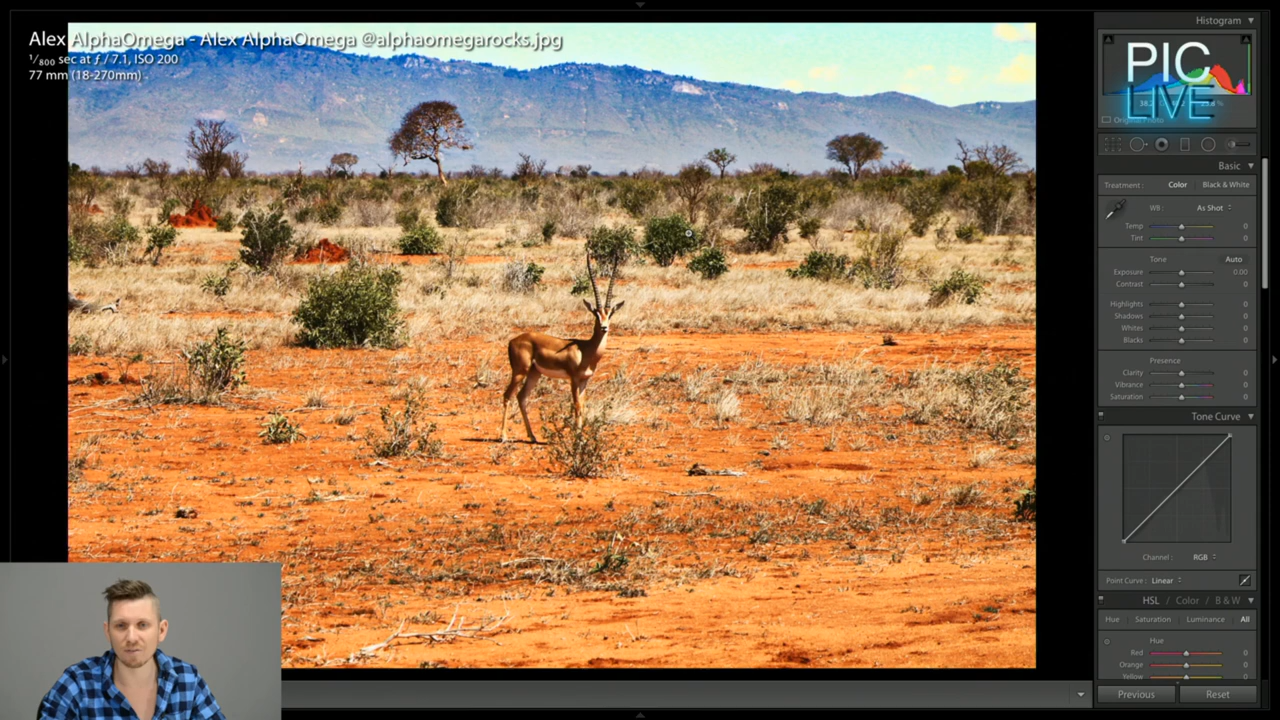 Alex AlphaOmega - Alex AlphaOmega @alphaomegarocks.jpg
1/800 sec at ƒ / 7.1, ISO 200
77 mm (18-270mm)
Histogram
PIC
LIVE
Basic
Treatment : Color Black & White
WB : As Shot
Temp 0
Tint 0
Tone Auto
Exposure 0.00
Contrast 0
Highlights 0
Shadows 0
Whites 0
Blacks 0
Presence
Clarity 0
Vibrance 0
Saturation 0
Tone Curve
Channel : RGB
Point Curve : Linear
HSL / Color / B & W
Hue Saturation Luminance All
Hue
Red 0
Orange 0
Yellow 0
Previous Reset